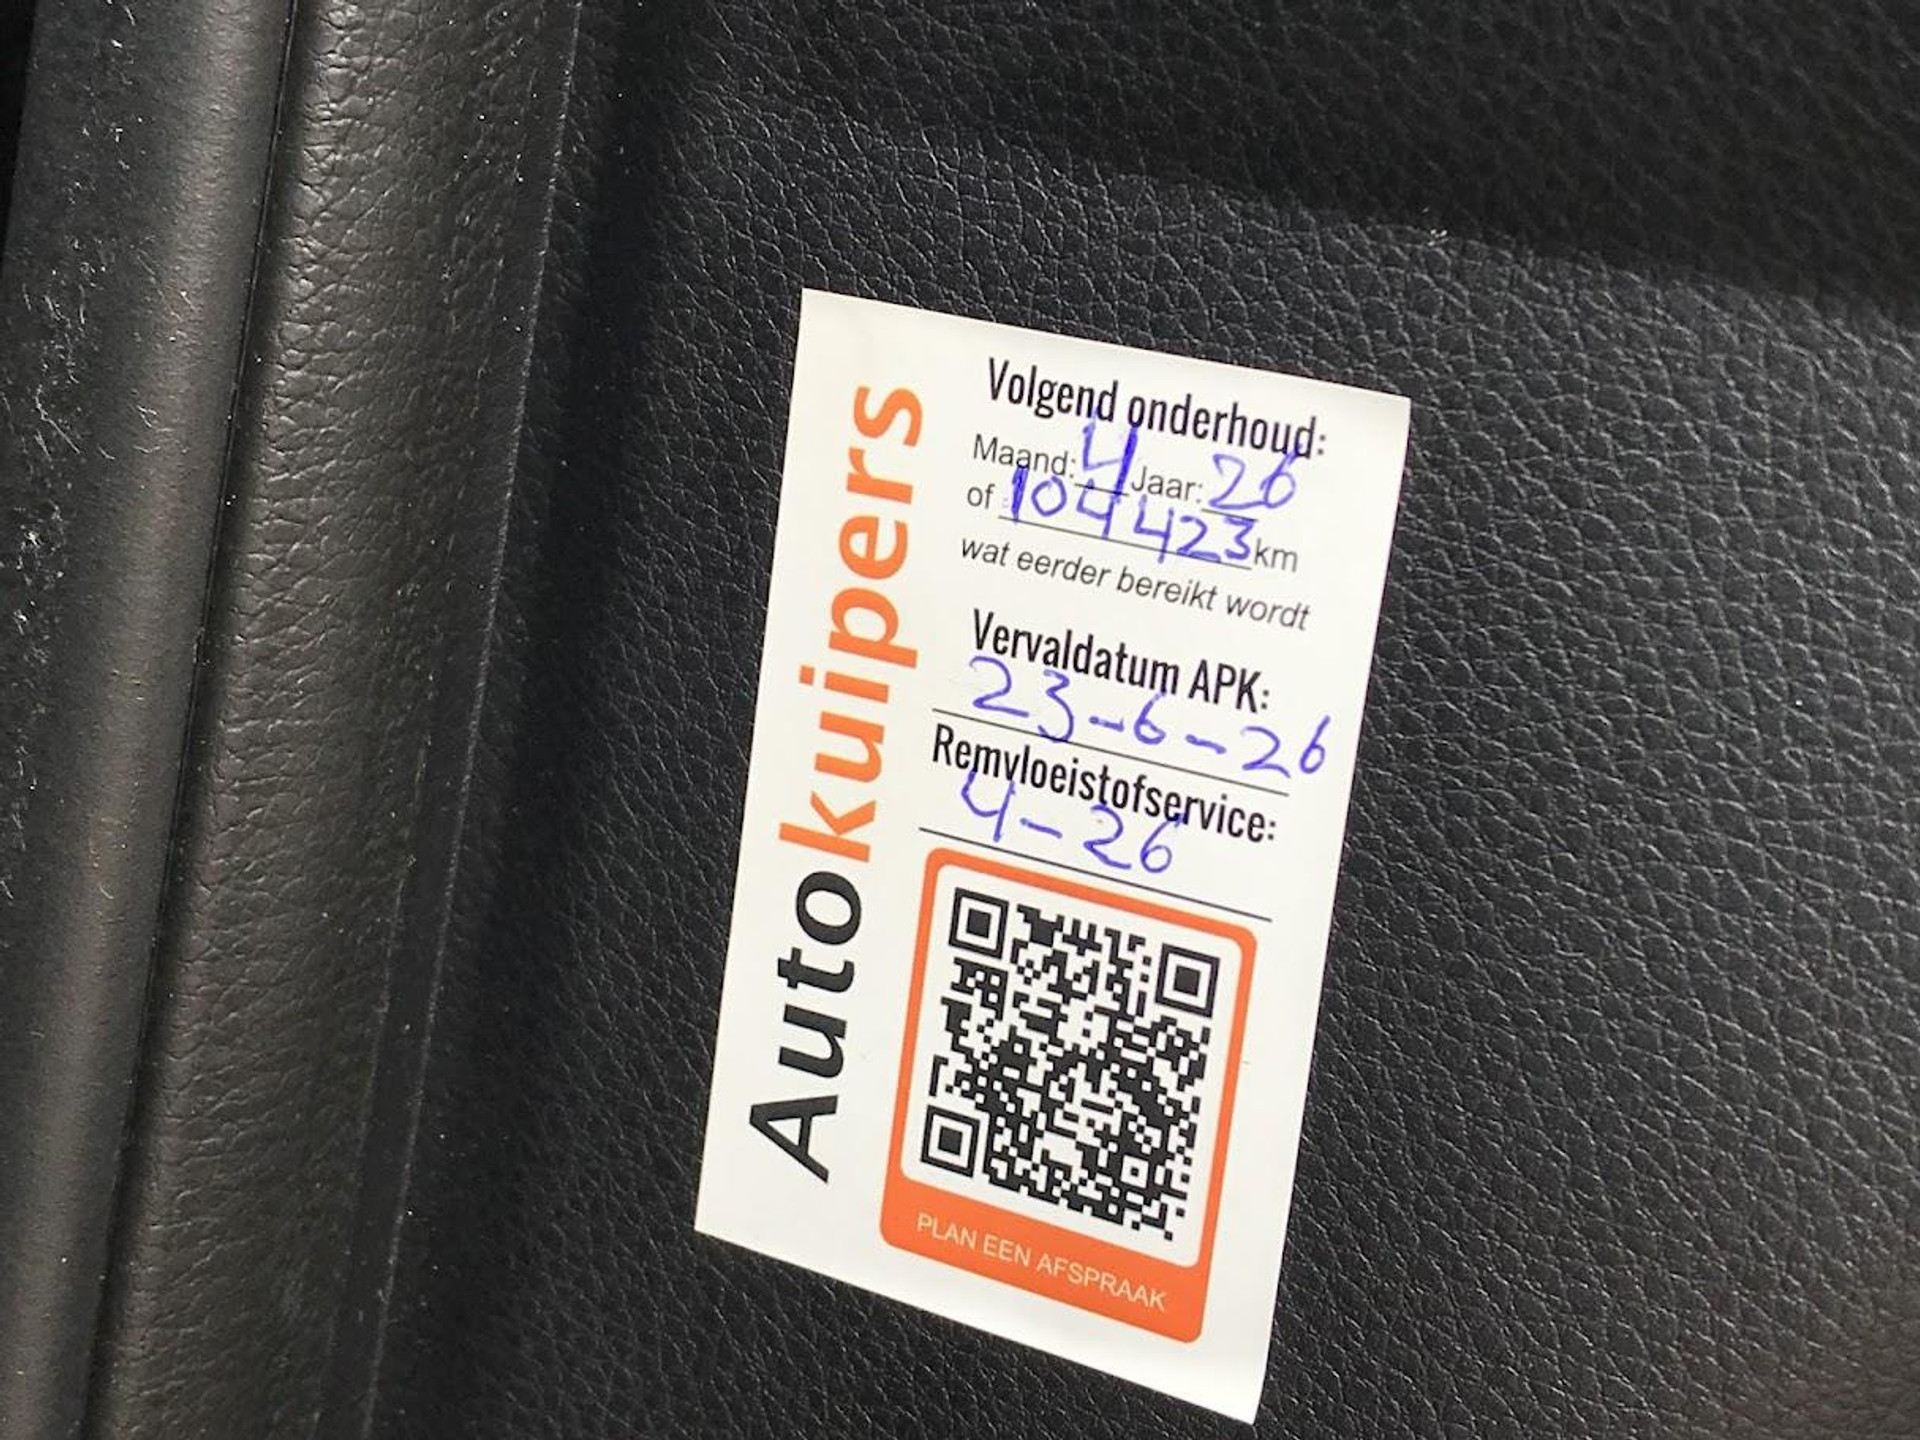 Autokuipers
Volgend onderhoud:
Maand: 4 Jaar: 26
of 104423 km
wat eerder bereikt wordt
Vervaldatum APK:
23-6-26
Remvloeistofservice:
4-26
PLAN EEN AFSPRAAK